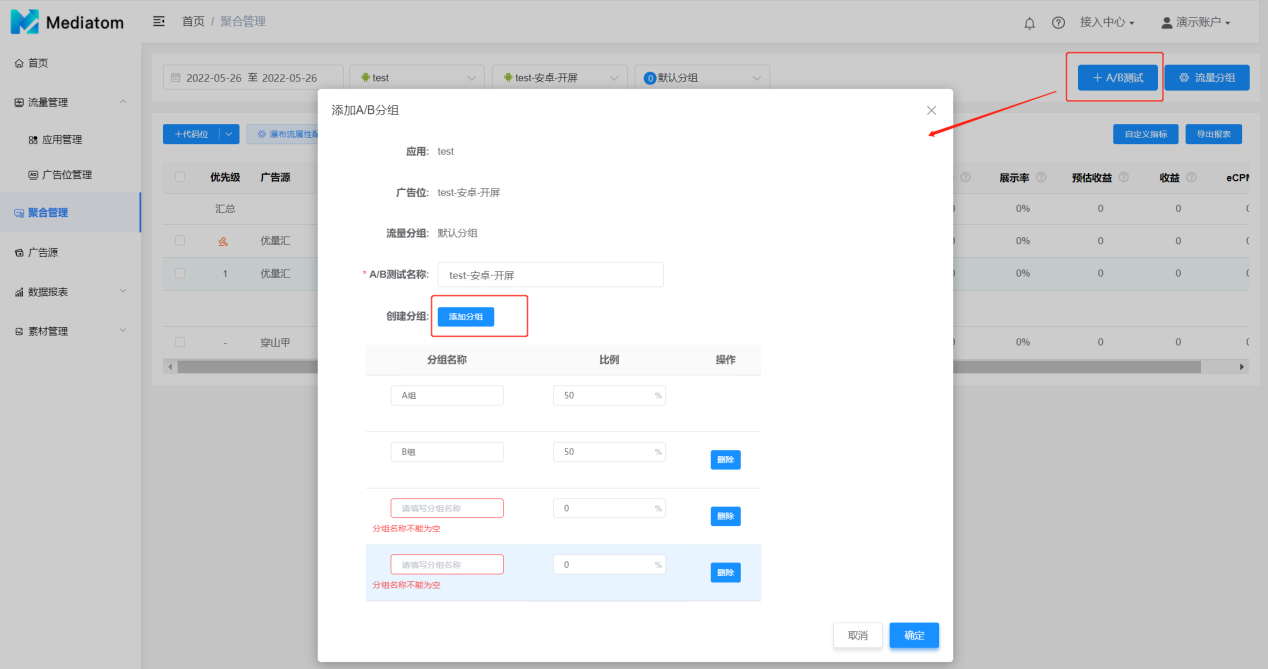 Mediatom
首页 / 聚合管理
接入中心
演示账户
首页
流量管理
应用管理
广告位管理
聚合管理
广告源
数据报表
素材管理
2022-05-26 至 2022-05-26
test
test-安卓-开屏
0 默认分组
+ A/B测试
流量分组
+代码位
瀑布流属性
自定义指标
导出报表
优先级 广告源 展示率 预估收益 收益 eCPM
汇总 0% 0 0
优量汇 0% 0 0
1 优量汇 0% 0 0
- 穿山甲 0% 0 0
添加A/B分组
应用: test
广告位: test-安卓-开屏
流量分组: 默认分组
* A/B测试名称: test-安卓-开屏
创建分组: 添加分组
分组名称 比例 操作
A组 50 %
B组 50 % 删除
请填写分组名称 0 % 删除
分组名称不能为空
请填写分组名称 0 % 删除
分组名称不能为空
取消 确定